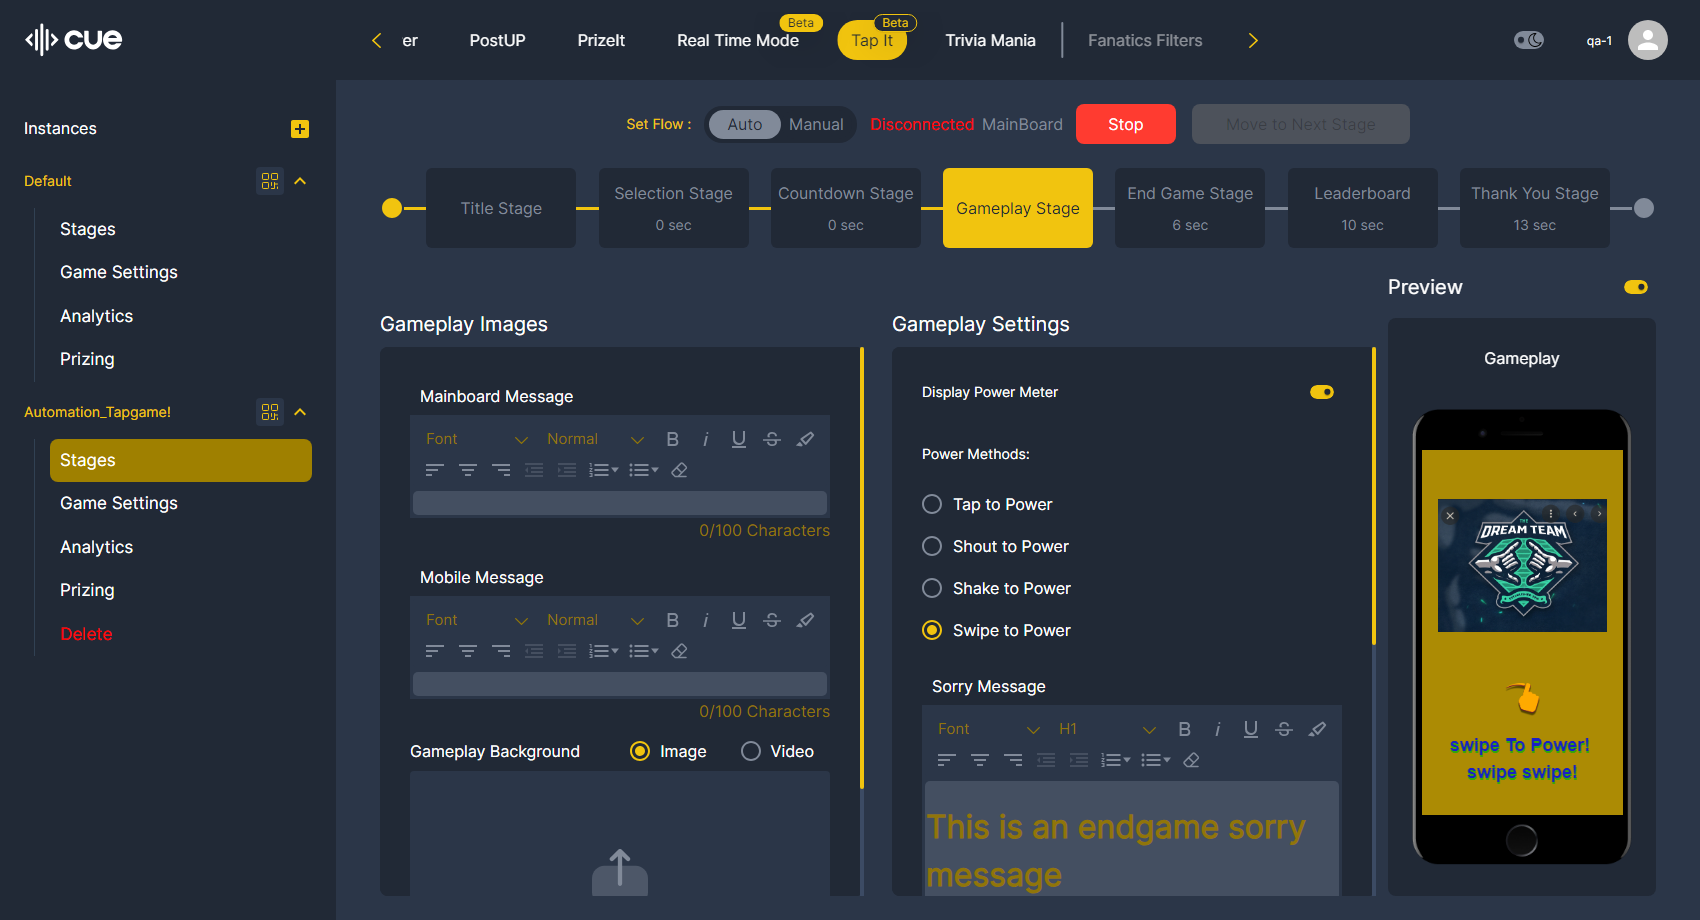 cue
er
PostUP
PrizeIt
Real Time Mode
Beta
Tap It
Beta
Trivia Mania
Fanatics Filters
qa-1
Instances
Default
Stages
Game Settings
Analytics
Prizing
Automation_Tapgame!
Stages
Game Settings
Analytics
Prizing
Delete
Set Flow :
Auto
Manual
Disconnected MainBoard
Stop
Move to Next Stage
Title Stage
Selection Stage
0 sec
Countdown Stage
0 sec
Gameplay Stage
End Game Stage
6 sec
Leaderboard
10 sec
Thank You Stage
13 sec
Gameplay Images
Mainboard Message
Font
Normal
B i U S
0/100 Characters
Mobile Message
Font
Normal
B i U S
0/100 Characters
Gameplay Background
Image
Video
Gameplay Settings
Display Power Meter
Power Methods:
Tap to Power
Shout to Power
Shake to Power
Swipe to Power
Sorry Message
Font
H1
B i U S
This is an endgame sorry
message
Preview
Gameplay
THE
DREAM TEAM
swipe To Power!
swipe swipe!